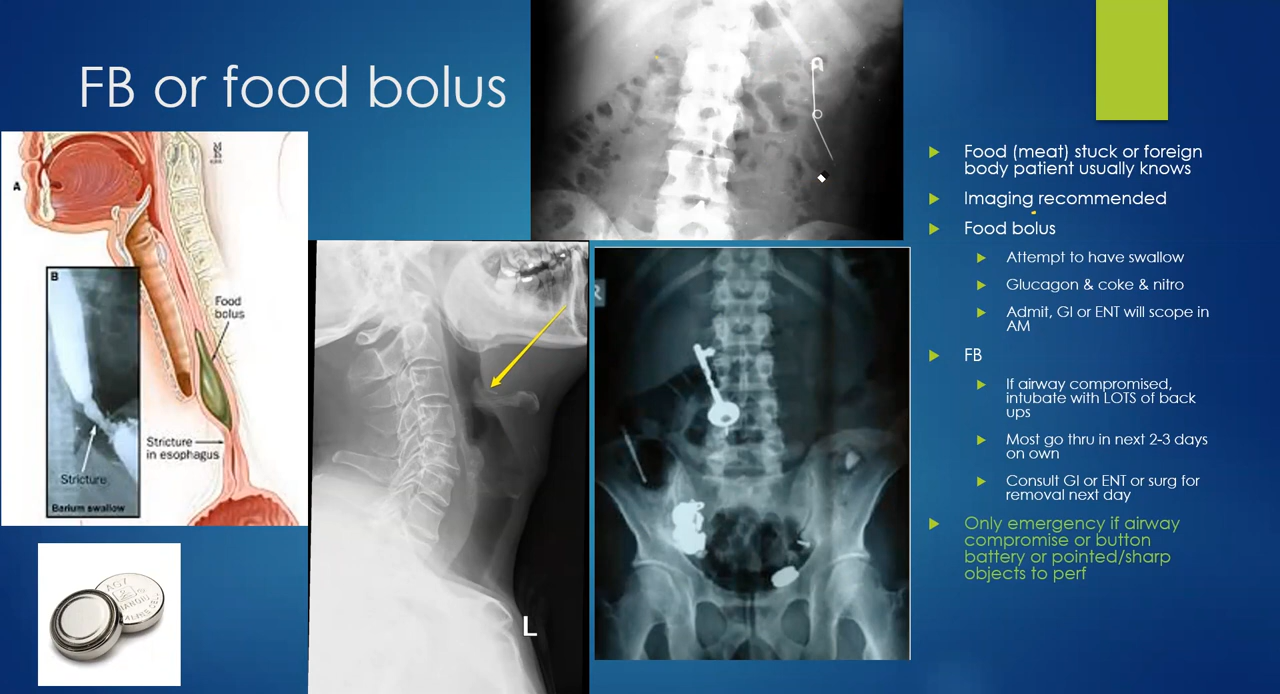 FB or food bolus
A
B
Food
bolus
Stricture
in esophagus
Stricture
Barium swallow
AG7
L
R
Food (meat) stuck or foreign
body patient usually knows
Imaging recommended
Food bolus
Attempt to have swallow
Glucagon & coke & nitro
Admit, GI or ENT will scope in
AM
FB
If airway compromised,
intubate with LOTS of back
ups
Most go thru in next 2-3 days
on own
Consult GI or ENT or surg for
removal next day
Only emergency if airway
compromise or button
battery or pointed/sharp
objects to perf